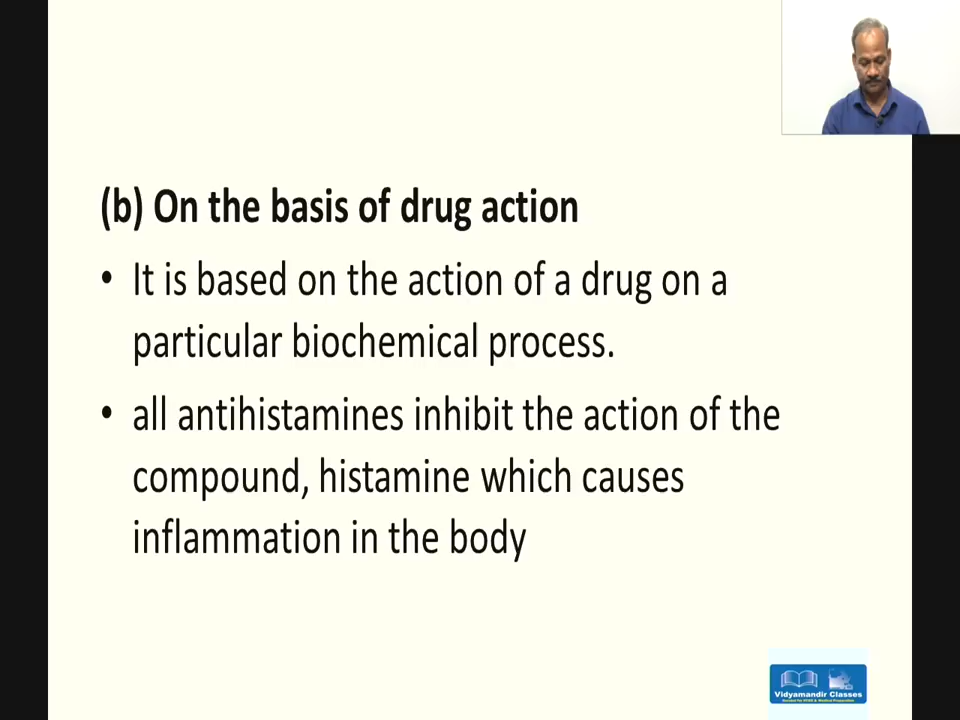 (b) On the basis of drug action
• It is based on the action of a drug on a
particular biochemical process.
• all antihistamines inhibit the action of the
compound, histamine which causes
inflammation in the body
Vidyamandir Classes